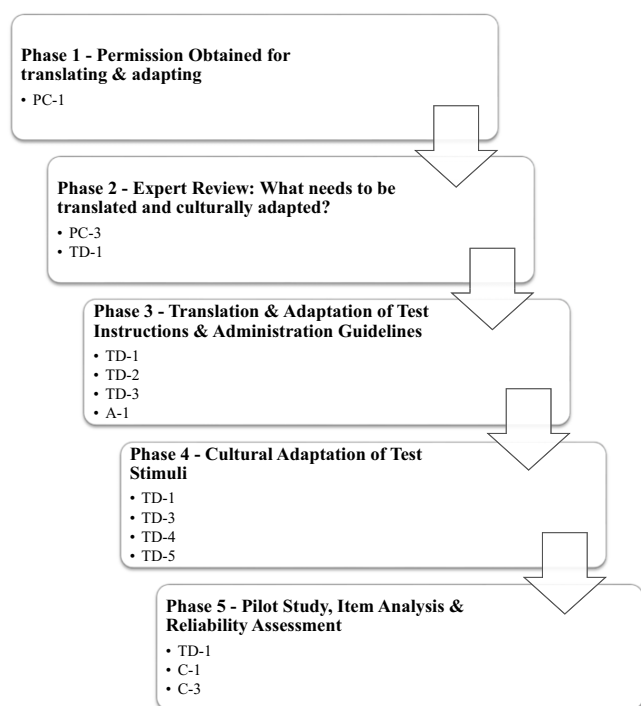 Phase 1 - Permission Obtained for
translating & adapting
• PC-1
Phase 2 - Expert Review: What needs to be
translated and culturally adapted?
• PC-3
• TD-1
Phase 3 - Translation & Adaptation of Test
Instructions & Administration Guidelines
• TD-1
• TD-2
• TD-3
• A-1
Phase 4 - Cultural Adaptation of Test
Stimuli
• TD-1
• TD-3
• TD-4
• TD-5
Phase 5 - Pilot Study, Item Analysis &
Reliability Assessment
• TD-1
• C-1
• C-3